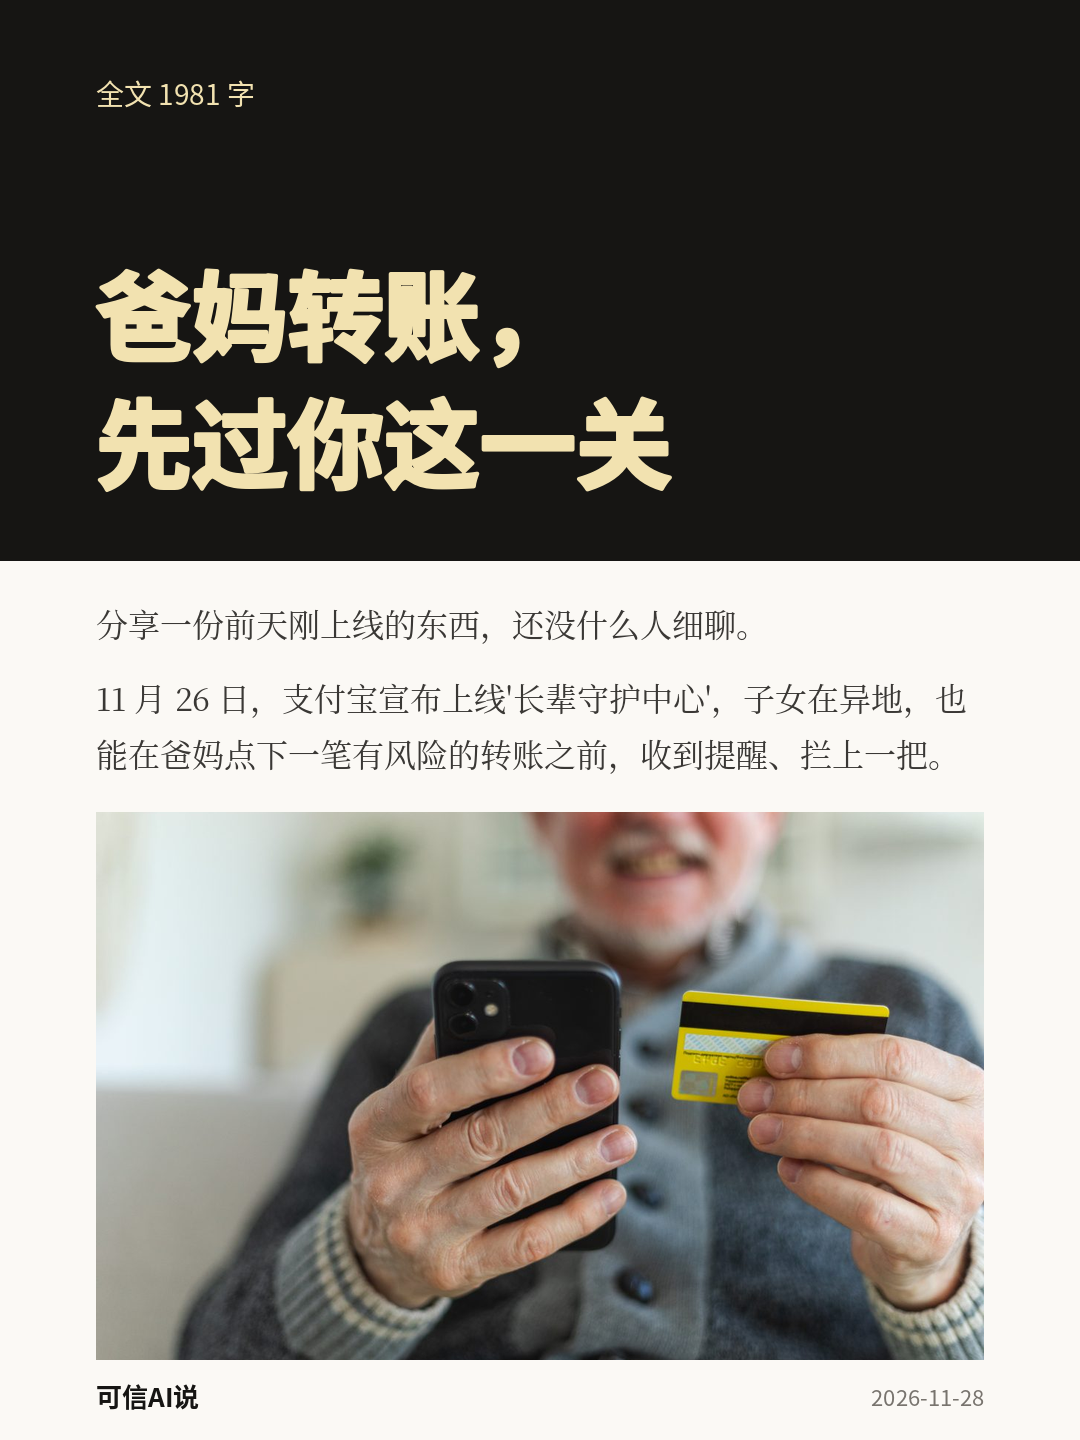 全文 1981 字
爸妈转账，
先过你这一关
分享一份前天刚上线的东西，还没什么人细聊。
11 月 26 日，支付宝宣布上线'长辈守护中心'，子女在异地，也
能在爸妈点下一笔有风险的转账之前，收到提醒、拦上一把。
可信AI说
2026-11-28